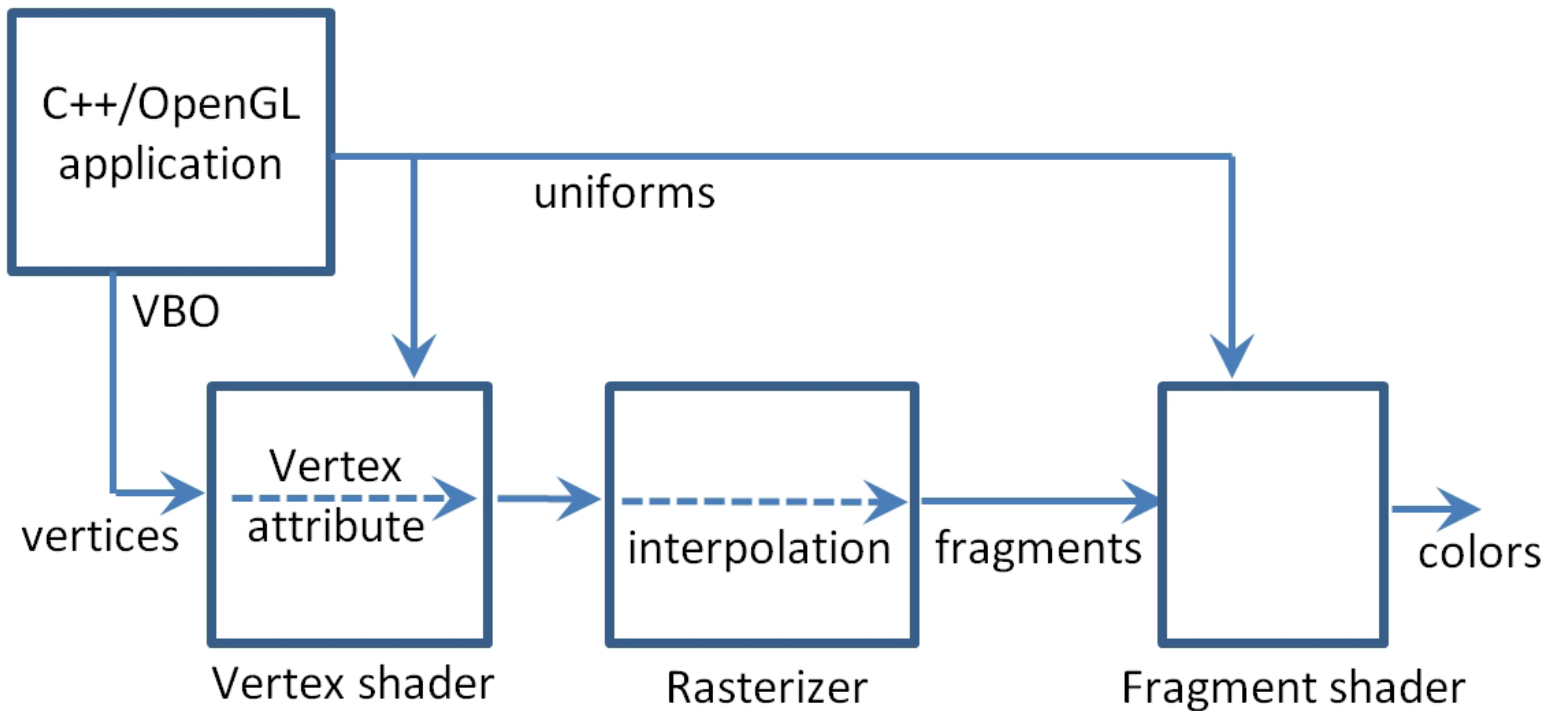 C++/OpenGL
application
uniforms
VBO
Vertex
attribute
vertices
interpolation
fragments
colors
Vertex shader
Rasterizer
Fragment shader